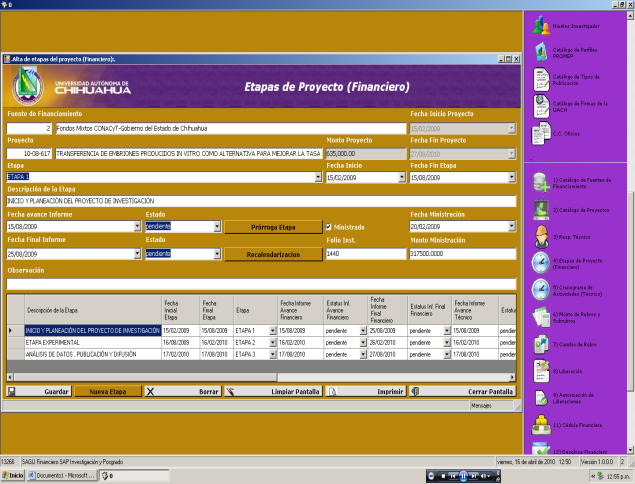 0
Alta de etapas del proyecto (Financiero).
UNIVERSIDAD AUTÓNOMA DE
CHIHUAHUA
Etapas de Proyecto (Financiero)
Fuente de Financiamiento
Fecha Inicio Proyecto
2 Fondos Mixtos CONACyT-Gobierno del Estado de Chihuahua
15/02/2009
Proyecto
Monto Proyecto
Fecha Fin Proyecto
10-08-617 TRANSFERENCIA DE EMBRIONES PRODUCIDOS IN VITRO COMO ALTERNATIVA PARA MEJORAR LA TASA
635,000.00
27/08/2010
Etapa
Fecha Inicio
Fecha Fin Etapa
ETAPA 1
15/02/2009
15/08/2009
Descripción de la Etapa
INICIO Y PLANEACIÓN DEL PROYECTO DE INVESTIGACIÓN
Fecha avance Informe
Estado
Fecha Ministración
15/08/2009
pendiente
Prórroga Etapa
Ministrado
20/02/2009
Fecha Final Informe
Estado
Folio Inst.
Monto Ministración
25/08/2009
pendiente
Recalendarizacion
1440
317500.0000
Observación
Descripción de la Etapa
Fecha Inicial Etapa
Fecha Final Etapa
Etapa
Fecha Informe Avance Financiero
Estatus Inf. Avance Financiero
Fecha Informe Final Financiero
Estatus Inf. Final Financiero
Fecha Informe Avance Técnico
Estatu
INICIO Y PLANEACIÓN DEL PROYECTO DE INVESTIGACIÓN 15/02/2009 15/08/2009 ETAPA 1 15/08/2009 pendiente 25/08/2009 pendiente 15/08/2009 pender
ETAPA EXPERIMENTAL 16/08/2009 16/02/2010 ETAPA 2 16/02/2010 pendiente 26/02/2010 pendiente 16/02/2010 pender
ANÁLISIS DE DATOS , PUBLICACIÓN Y DIFUSIÓN 17/02/2010 17/08/2010 ETAPA 3 17/08/2010 pendiente 27/08/2010 pendiente 17/08/2010 pender
Guardar
Nueva Etapa
Borrar
Limpiar Pantalla
Imprimir
Cerrar Pantalla
Mensajes
Niveles Investigador
Catálogo de Perfiles
PROMEP
Catálogo de Tipos de
Publicación
Catálogo de Firmas de la
UACH
C.C. Oficios
1) Catálogo de Fuentes de
Financiamiento
2) Catálogo de Proyectos
3) Resp. Técnico
4) Etapas de Proyecto
(Financiero)
5) Cronograma de
Actividades (Técnico)
6) Monto de Rubros y
Subrubros
7) Cambio de Rubro
8) Liberación
9) Autorización de
Liberaciones
11) Cédula Financiera
12) Desglose Financiero
13266 SAGU Financiero SAP Investigación y Posgrado
viernes, 16 de abril de 2010 12:50 Versión 1.0.0.0 2
Inicio
Documento1 - Microsoft ...
0
12:55 p.m.